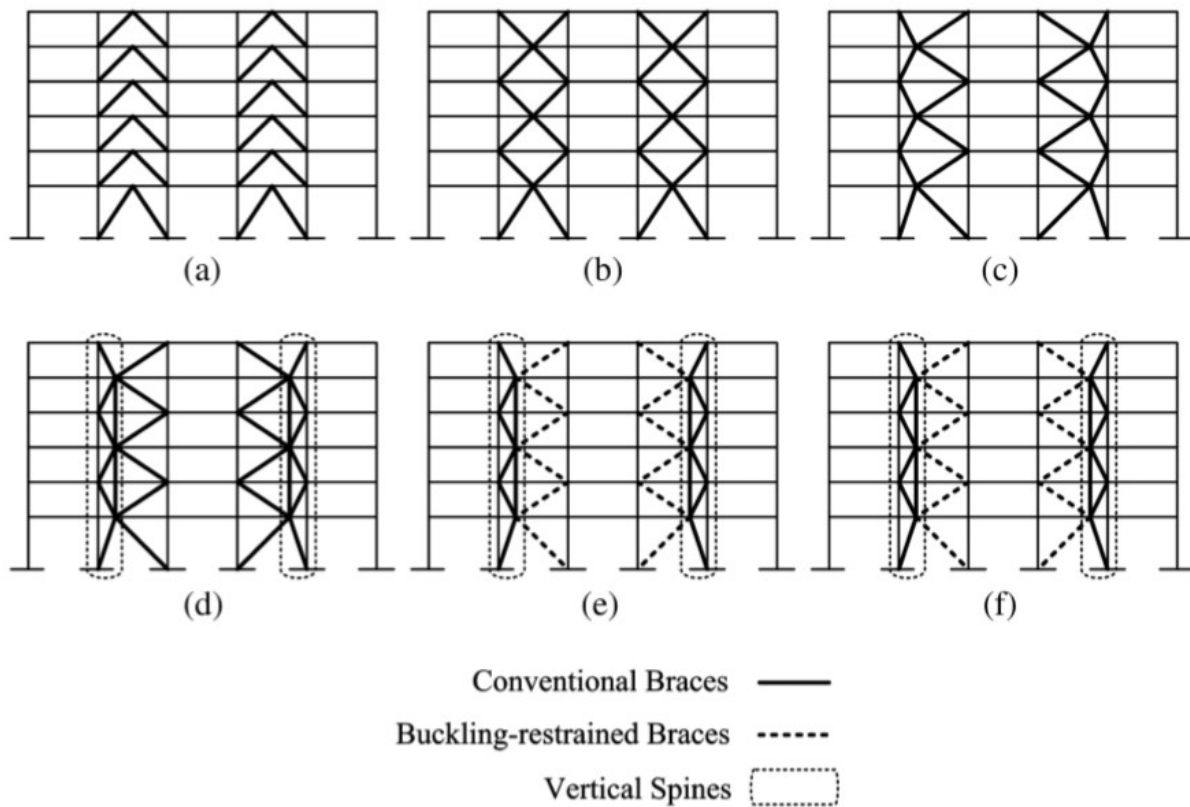 (a)
(b)
(c)
(d)
(e)
(f)
Conventional Braces
Buckling-restrained Braces
Vertical Spines